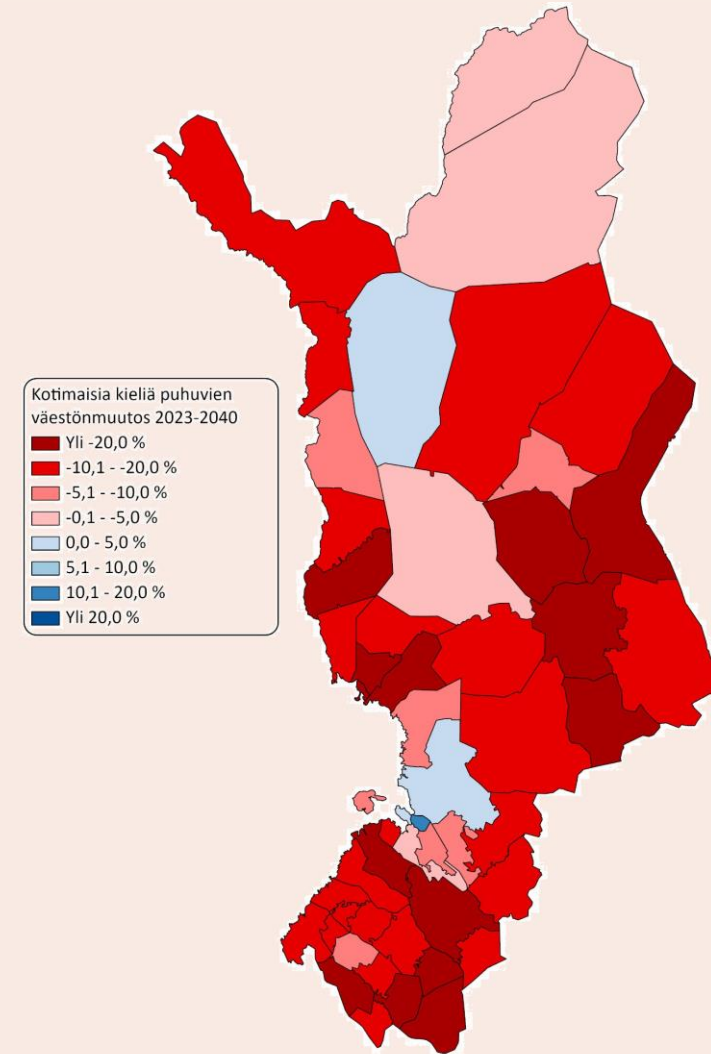 Kotimaisia kieliä puhuvien
väestönmuutos 2023-2040
Yli -20,0 %
-10,1 - -20,0 %
-5,1 - -10,0 %
-0,1 - -5,0 %
0,0 - 5,0 %
5,1 - 10,0 %
10,1 - 20,0 %
Yli 20,0 %